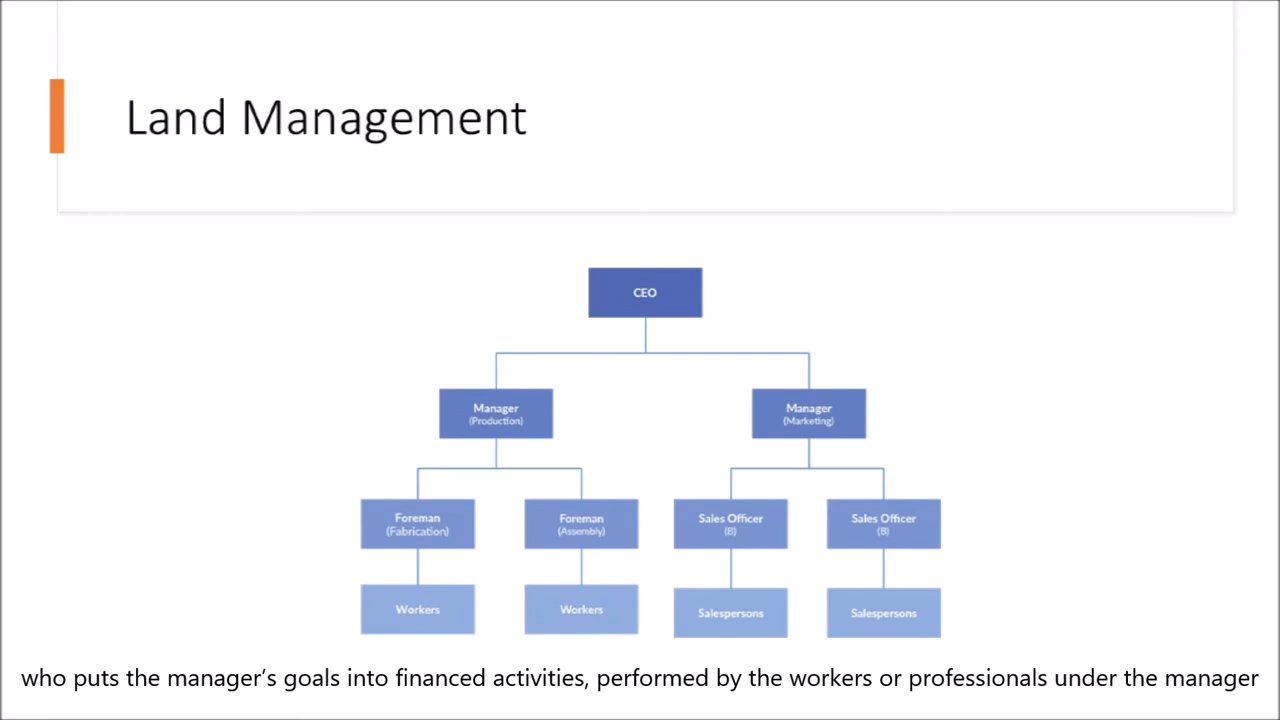 Land Management
CEO
Manager
(Production)
Manager
(Marketing)
Foreman
(Fabrication)
Foreman
(Assembly)
Sales Officer
(B)
Sales Officer
(B)
Workers
Workers
Salespersons
Salespersons
who puts the manager’s goals into financed activities, performed by the workers or professionals under the manager